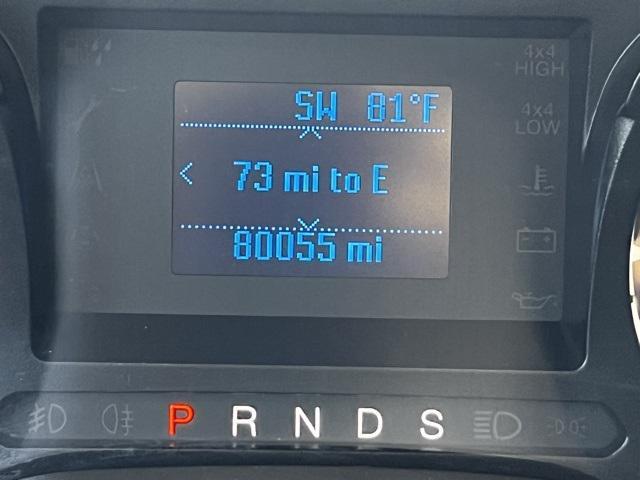 4x4
HIGH
SW 81°F
4x4
LOW
< 73 mi to E
80055 mi
P R N D S